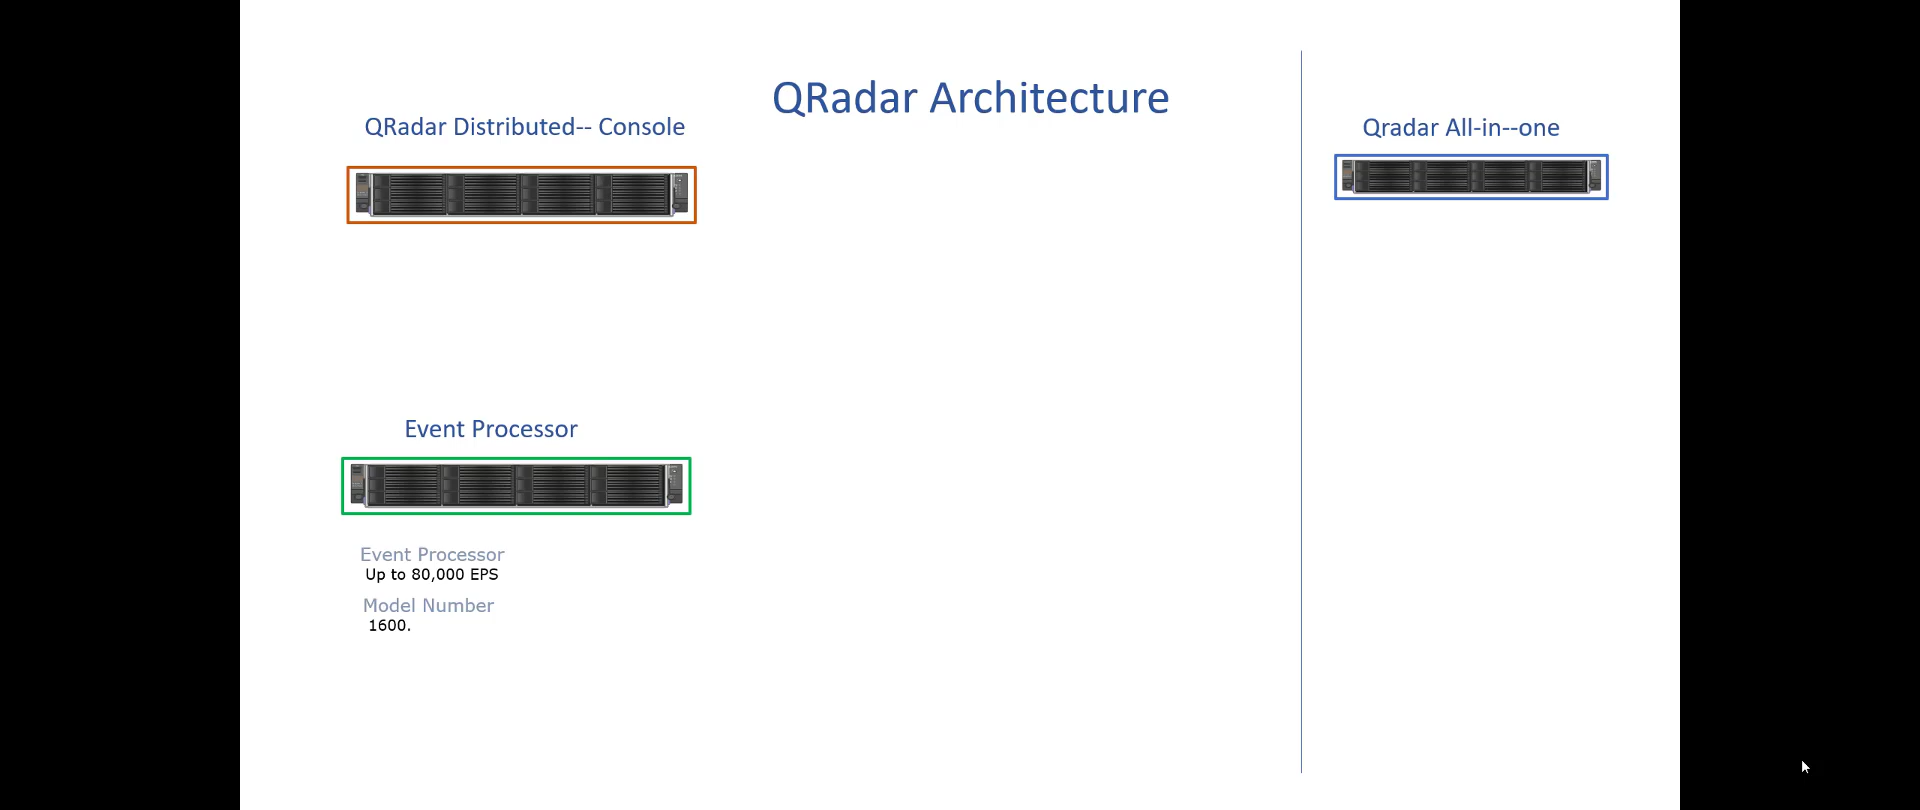 QRadar Architecture
QRadar Distributed-- Console
Qradar All-in--one
Event Processor
Event Processor
Up to 80,000 EPS
Model Number
1600.